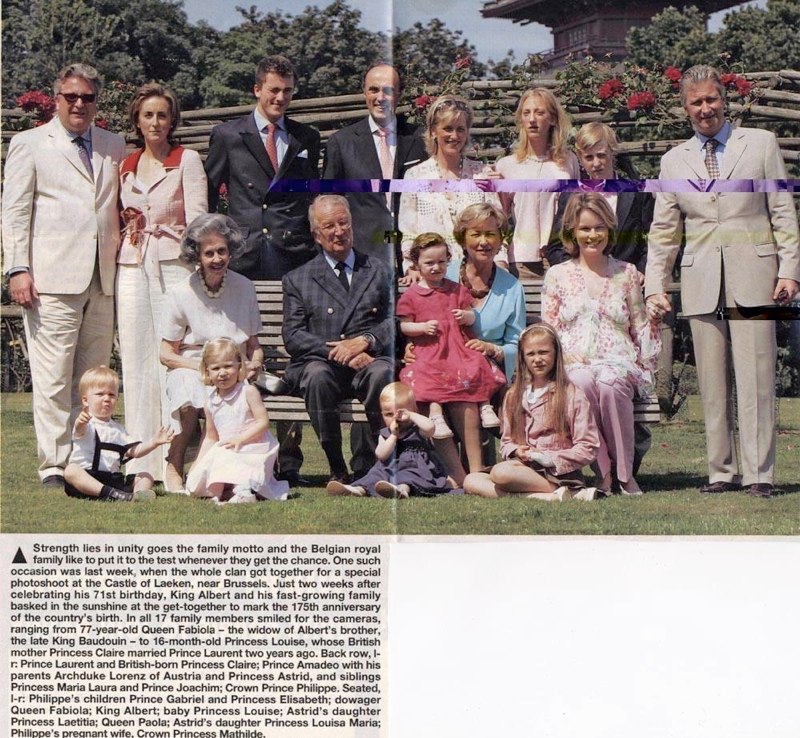 ▲ Strength lies in unity goes the family motto and the Belgian royal
family like to put it to the test whenever they get the chance. One such
occasion was last week, when the whole clan got together for a special
photoshoot at the Castle of Laeken, near Brussels. Just two weeks after
celebrating his 71st birthday, King Albert and his fast-growing family
basked in the sunshine at the get-together to mark the 175th anniversary
of the country's birth. In all 17 family members smiled for the cameras,
ranging from 77-year-old Queen Fabiola – the widow of Albert's brother,
the late King Baudouin – to 16-month-old Princess Louise, whose British
mother Princess Claire married Prince Laurent two years ago. Back row, l-
r: Prince Laurent and British-born Princess Claire; Prince Amadeo with his
parents Archduke Lorenz of Austria and Princess Astrid, and siblings
Princess Maria Laura and Prince Joachim; Crown Prince Philippe. Seated,
l-r: Philippe's children Prince Gabriel and Princess Elisabeth; dowager
Queen Fabiola; King Albert; baby Princess Louise; Astrid's daughter
Princess Laetitia; Queen Paola; Astrid's daughter Princess Louisa Maria;
Philippe's pregnant wife, Crown Princess Mathilde.